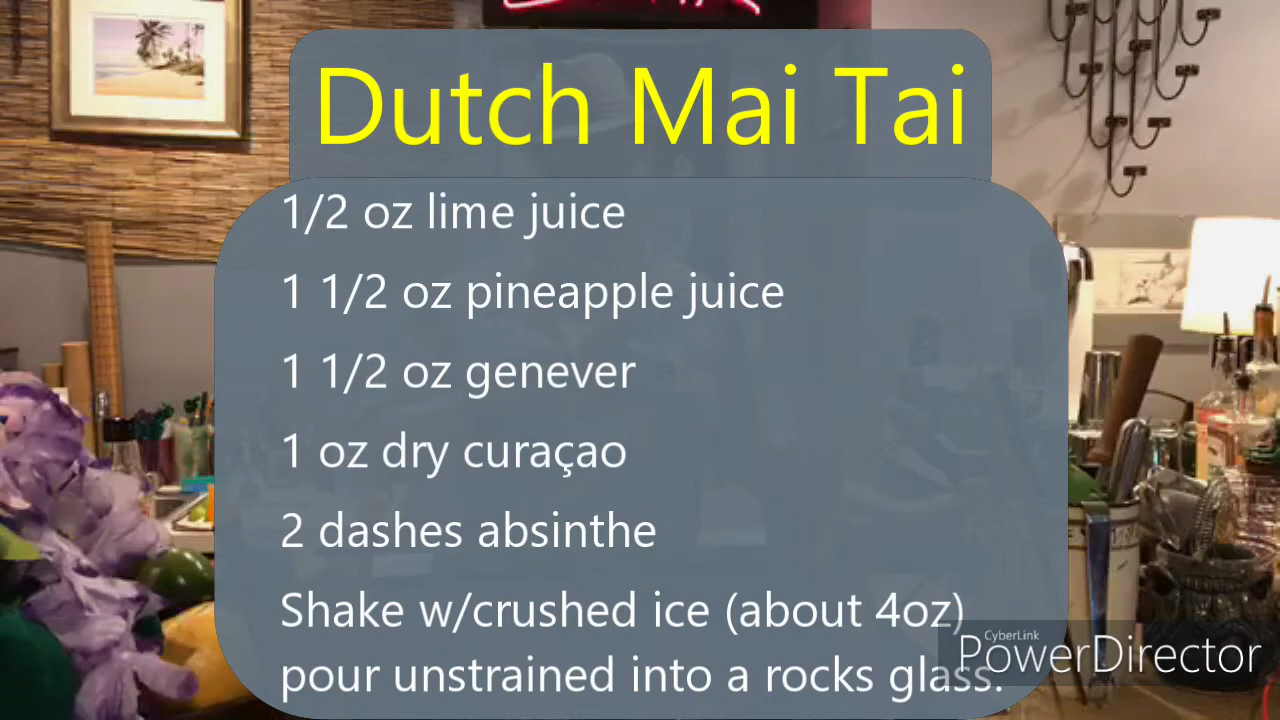 Dutch Mai Tai
1/2 oz lime juice
1 1/2 oz pineapple juice
1 1/2 oz genever
1 oz dry curaçao
2 dashes absinthe
Shake w/crushed ice (about 4oz)
pour unstrained into a rocks glass.
CyberLink
PowerDirector